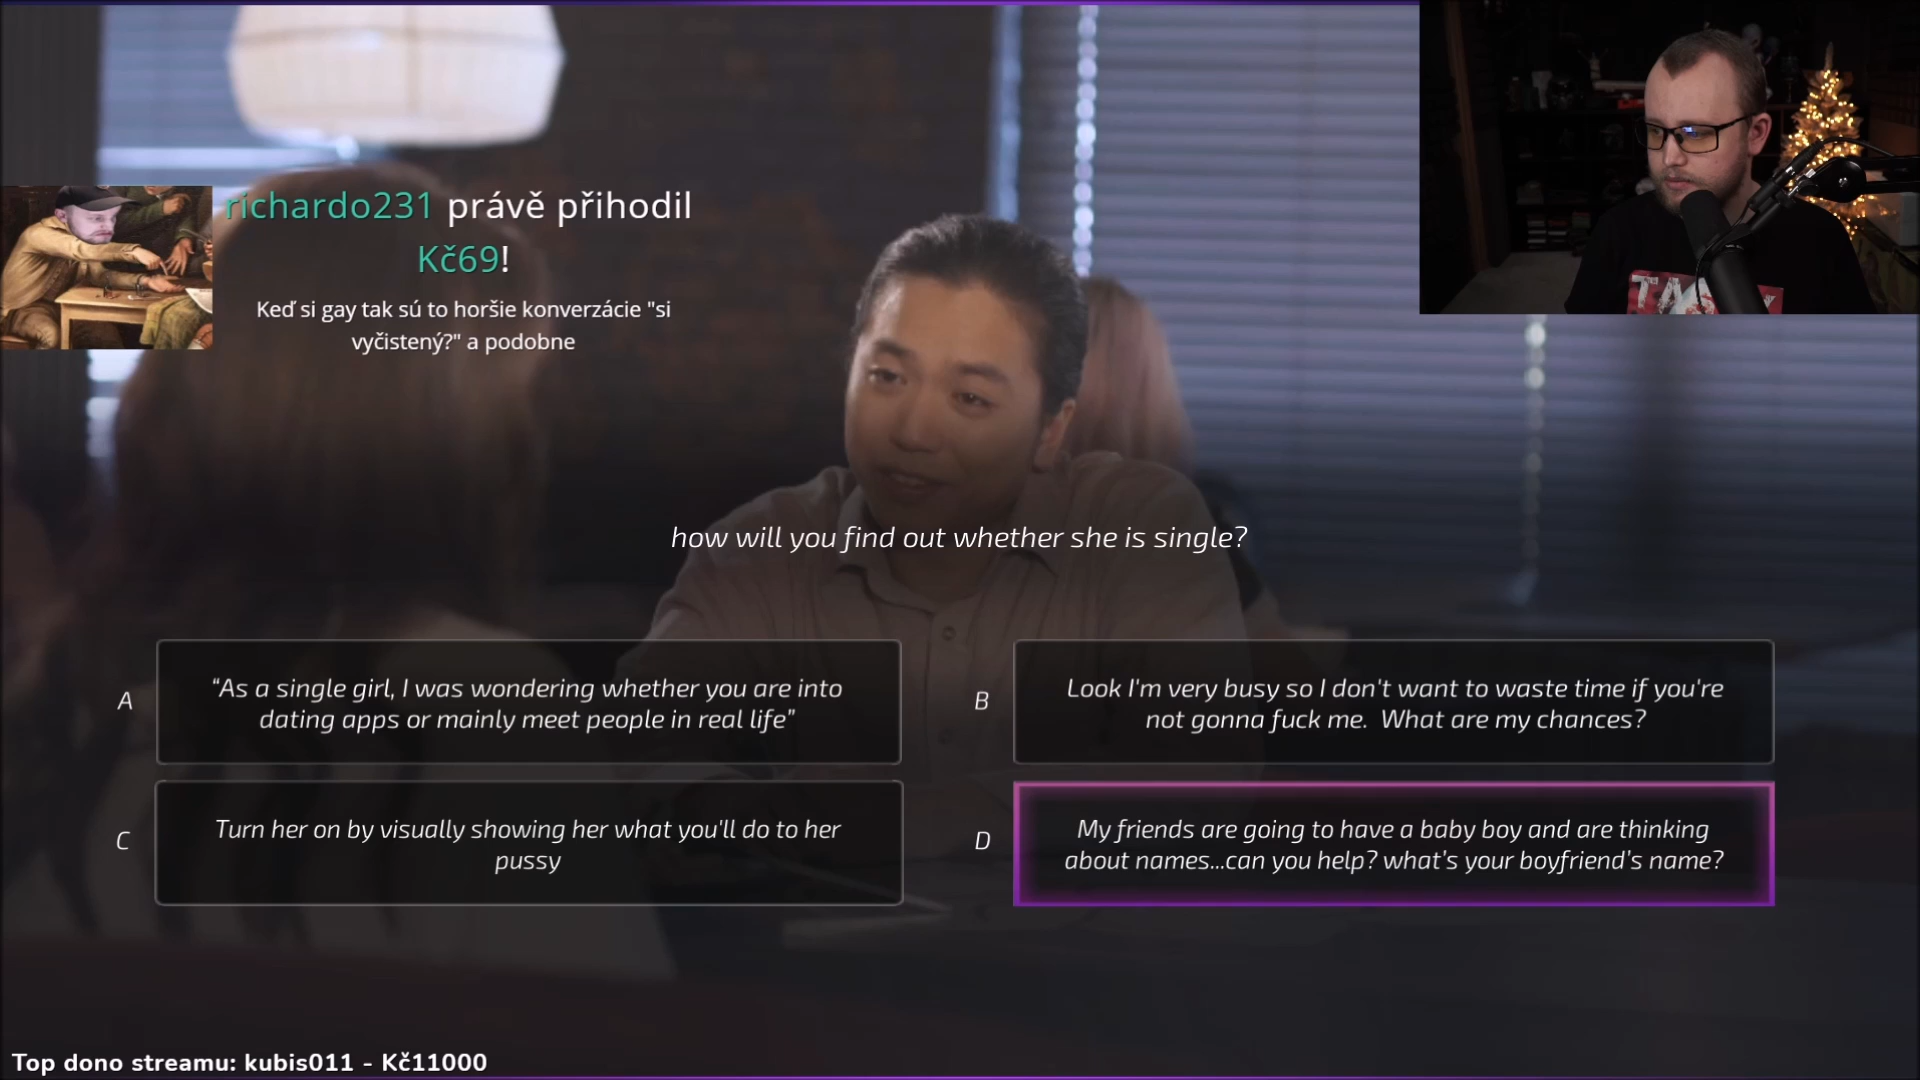 richardo231 právě přihodil
Kč69!
Keď si gay tak sú to horšie konverzácie "si
vyčistený?" a podobne
how will you find out whether she is single?
A
“As a single girl, I was wondering whether you are into
dating apps or mainly meet people in real life”
B
Look I'm very busy so I don't want to waste time if you're
not gonna fuck me. What are my chances?
C
Turn her on by visually showing her what you'll do to her
pussy
D
My friends are going to have a baby boy and are thinking
about names...can you help? what's your boyfriend's name?
Top dono streamu: kubis011 - Kč11000